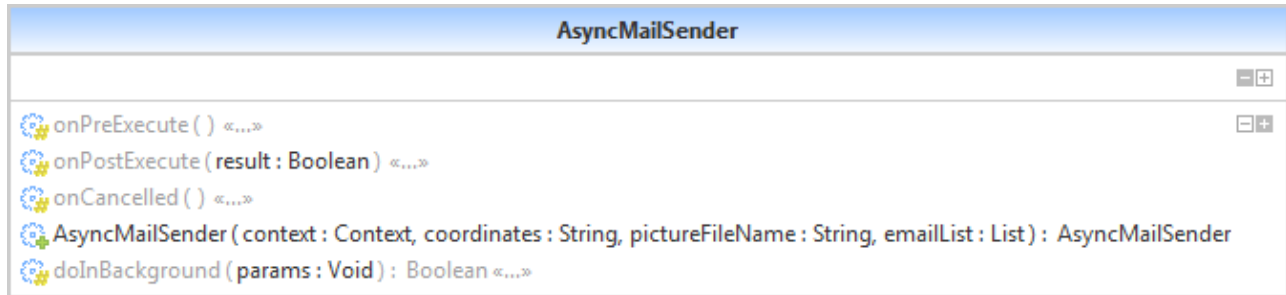 AsyncMailSender
onPreExecute ( ) «...»
onPostExecute ( result : Boolean ) «...»
onCancelled ( ) «...»
AsyncMailSender ( context : Context, coordinates : String, pictureFileName : String, emailList : List ) : AsyncMailSender
doInBackground ( params : Void ) : Boolean «...»